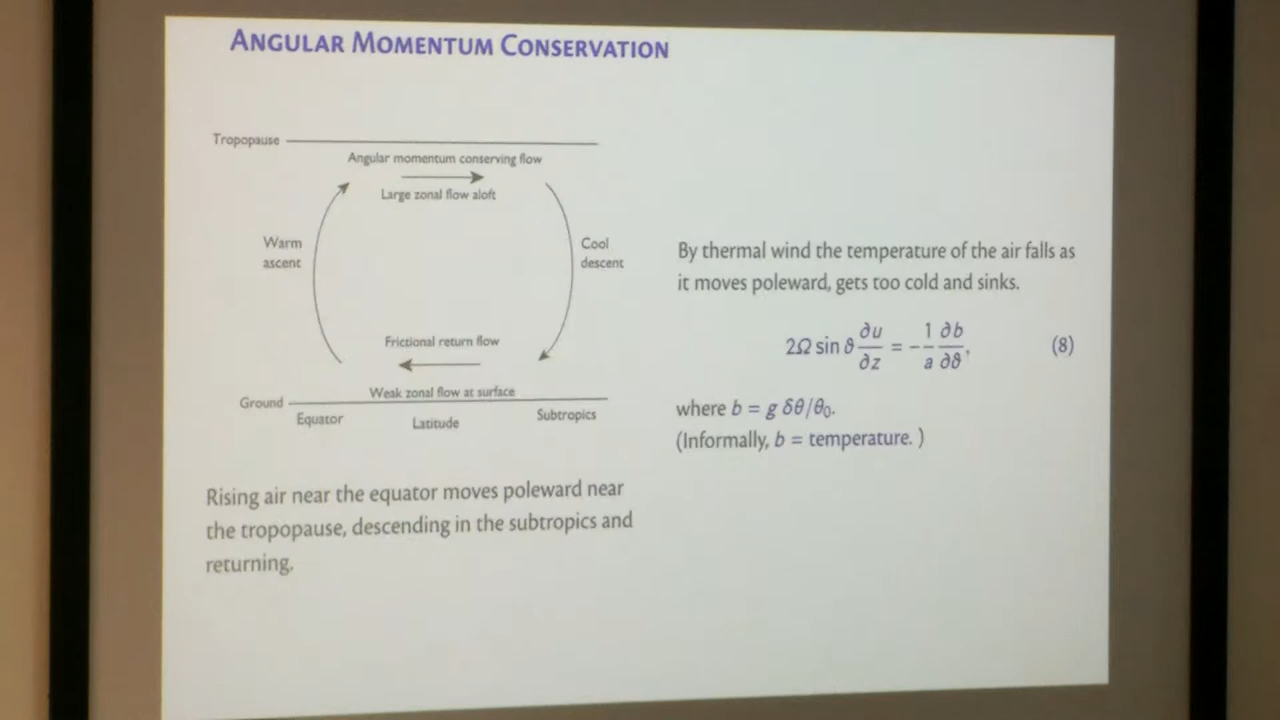 ANGULAR MOMENTUM CONSERVATION
Tropopause
Angular momentum conserving flow
Large zonal flow aloft
Warm
ascent
Cool
descent
Frictional return flow
Weak zonal flow at surface
Ground
Equator
Latitude
Subtropics
Rising air near the equator moves poleward near
the tropopause, descending in the subtropics and
returning.
By thermal wind the temperature of the air falls as
it moves poleward, gets too cold and sinks.
2Ω sin ϑ ∂u/∂z = − 1/a ∂b/∂ϑ, (8)
where b = g δθ/θ₀.
(Informally, b = temperature. )